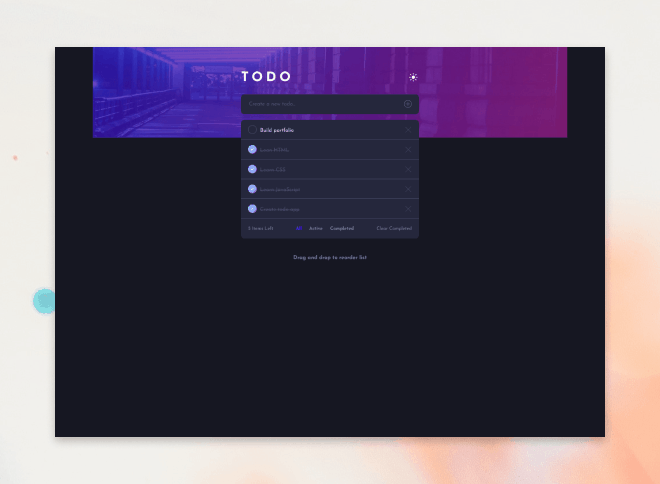 TODO
Create a new todo...
Build portfolio
Learn HTML
Learn CSS
Learn JavaScript
Create todo app
Items Left
All Active Completed
Clear Completed
Drag and drop to reorder list